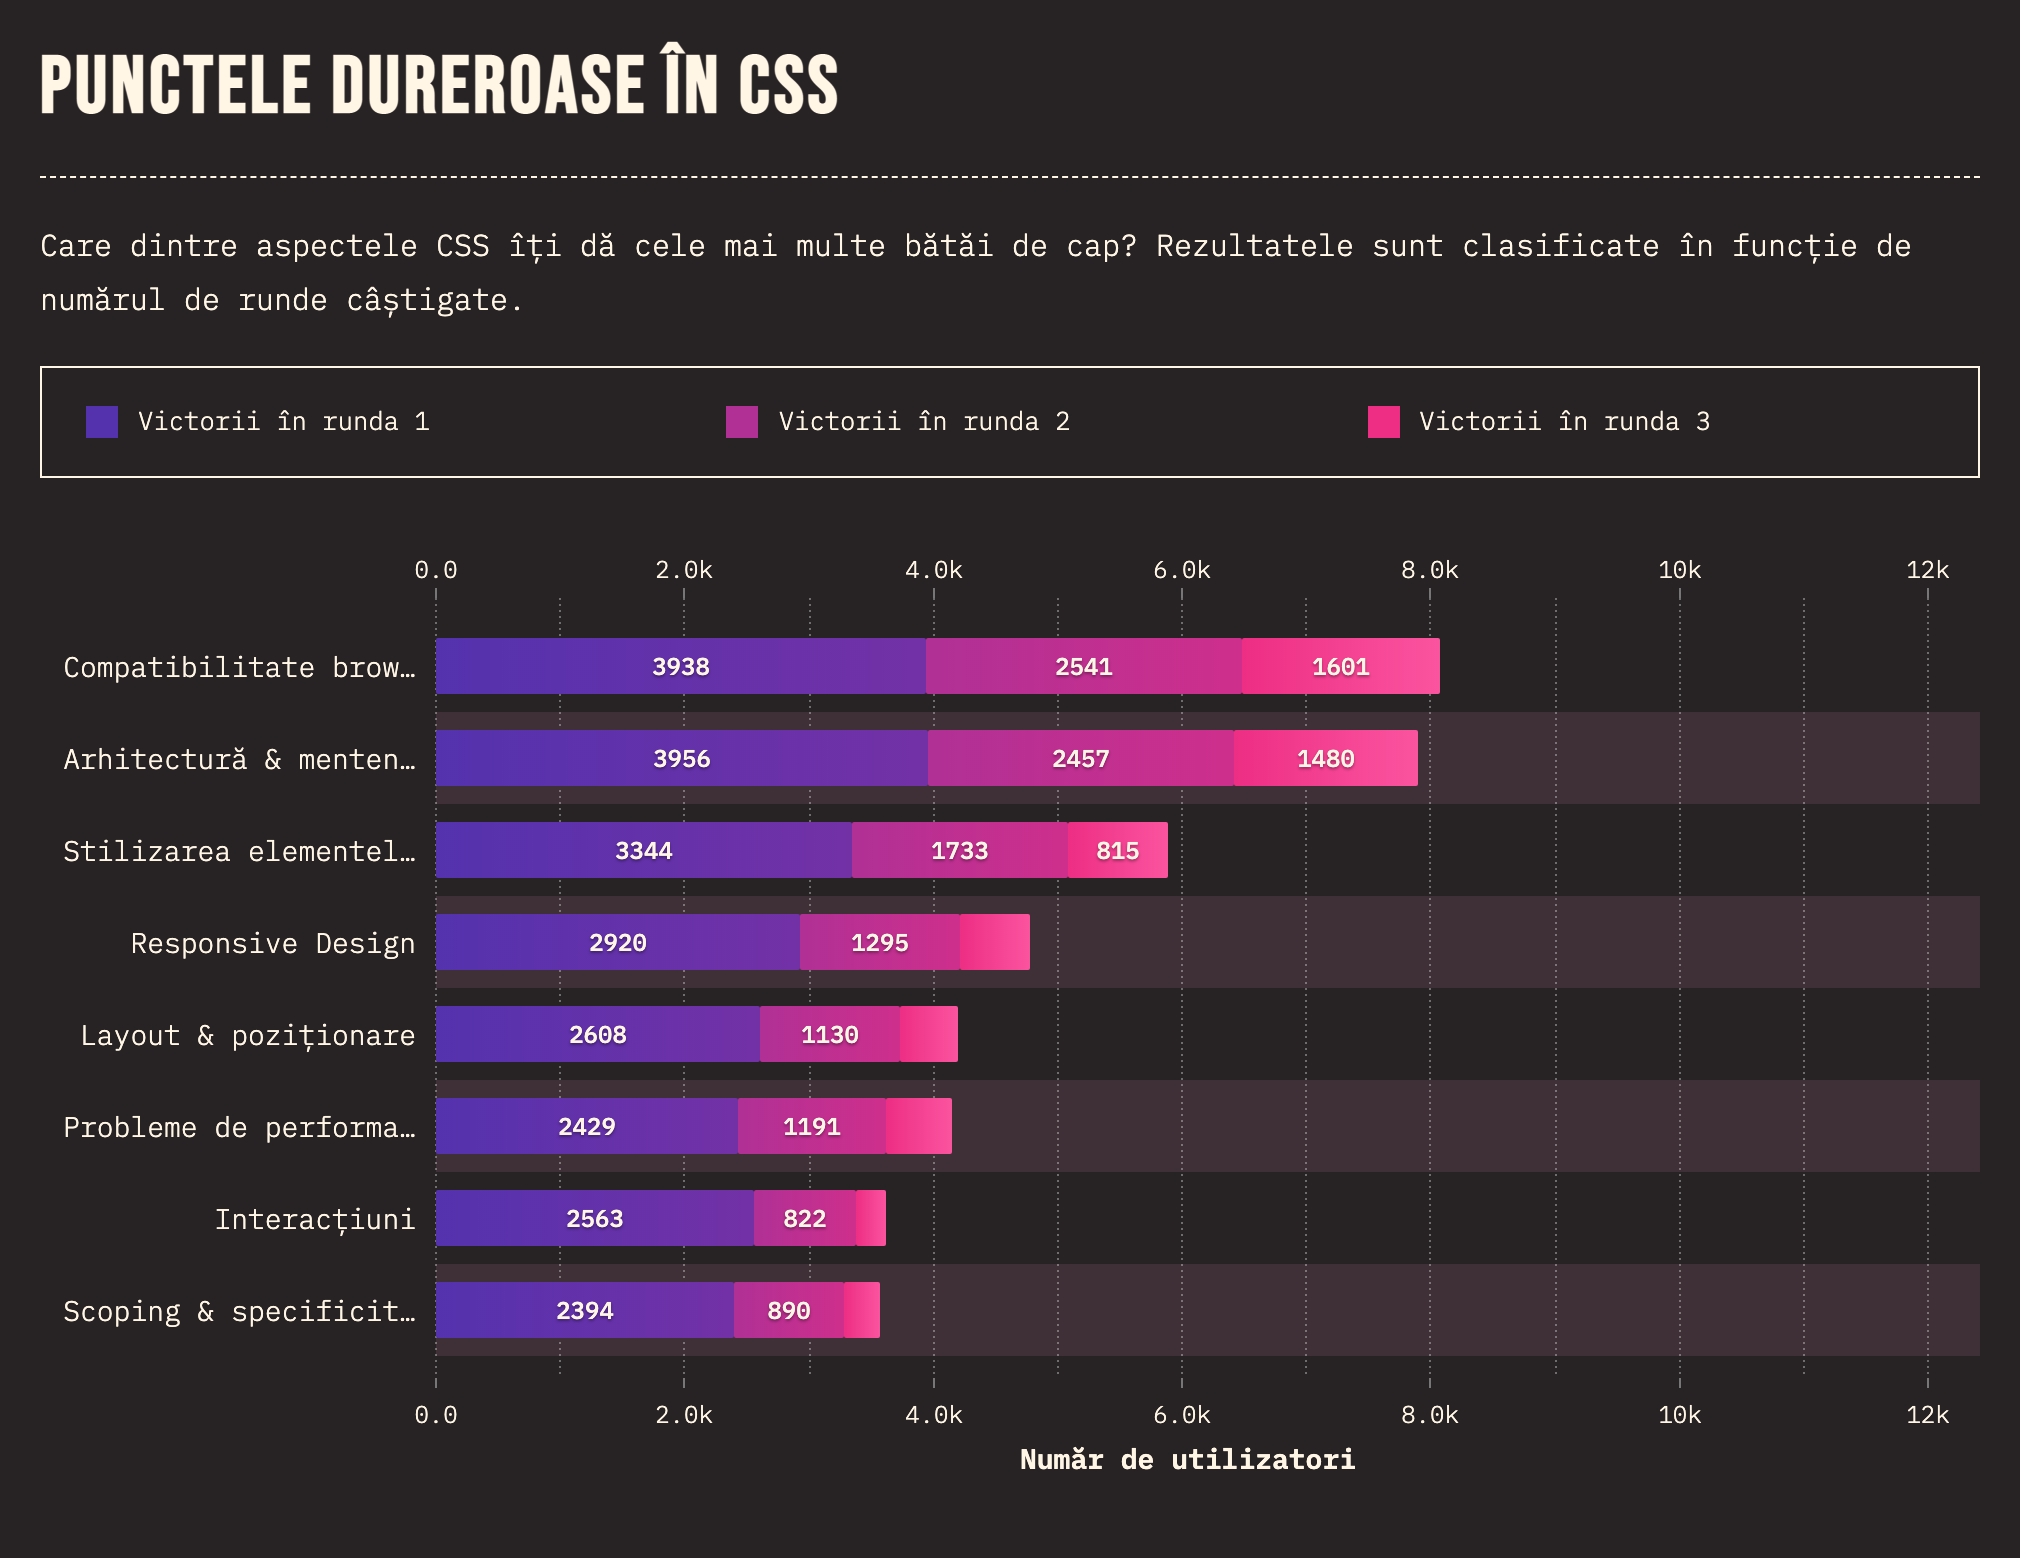 PUNCTELE DUREROASE ÎN CSS
Care dintre aspectele CSS îți dă cele mai multe bătăi de cap? Rezultatele sunt clasificate în funcție de
numărul de runde câștigate.
Victorii în runda 1
Victorii în runda 2
Victorii în runda 3
0.0 2.0k 4.0k 6.0k 8.0k 10k 12k
Compatibilitate brow… 3938 2541 1601
Arhitectură & menten… 3956 2457 1480
Stilizarea elementel… 3344 1733 815
Responsive Design 2920 1295
Layout & poziționare 2608 1130
Probleme de performa… 2429 1191
Interacțiuni 2563 822
Scoping & specificit… 2394 890
0.0 2.0k 4.0k 6.0k 8.0k 10k 12k
Număr de utilizatori